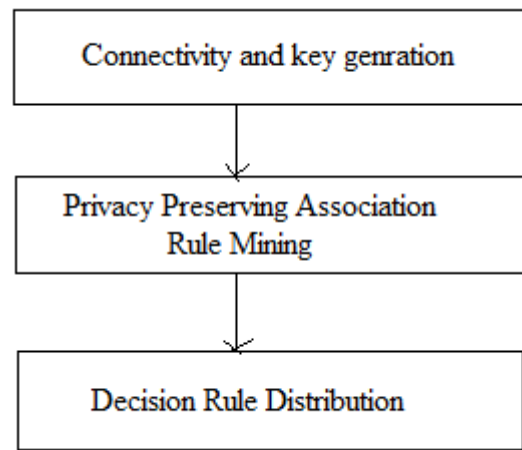 Connectivity and key genration
Privacy Preserving Association
Rule Mining
Decision Rule Distribution